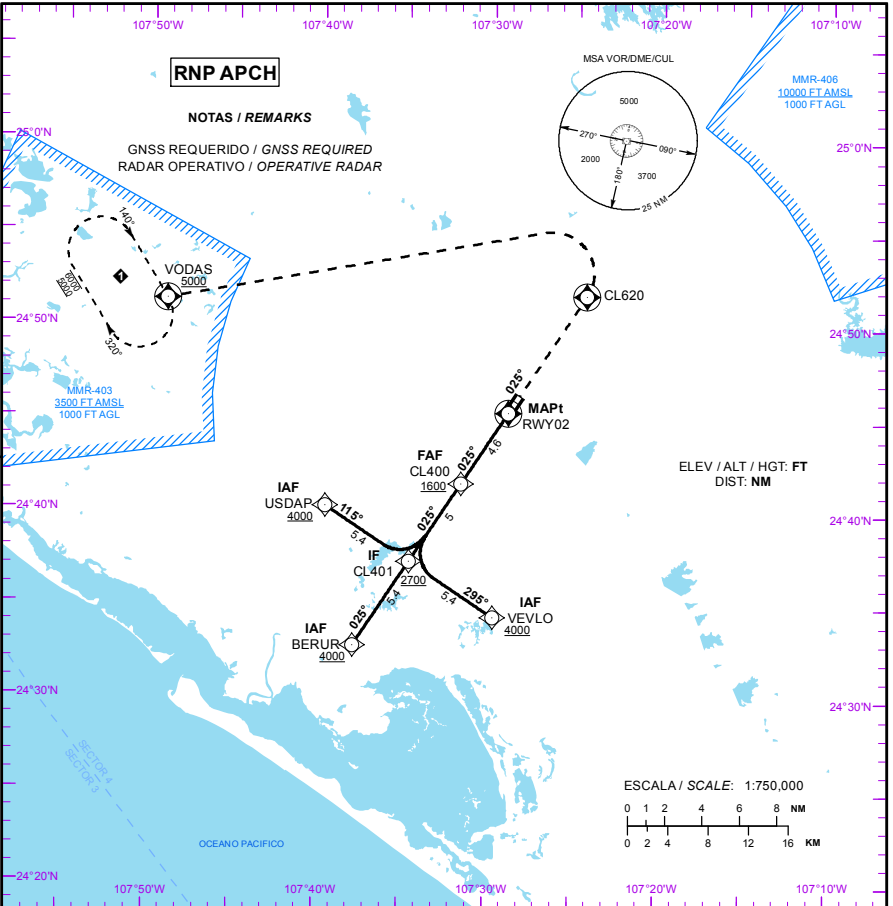 107°50'W
107°40'W
107°30'W
107°20'W
107°10'W
RNP APCH
NOTAS / REMARKS
GNSS REQUERIDO / GNSS REQUIRED
RADAR OPERATIVO / OPERATIVE RADAR
MSA VOR/DME/CUL
5000
270°
090°
2000
3700
180°
25 NM
MMR-406
10000 FT AMSL
1000 FT AGL
25°0'N
25°0'N
140°
1
6000
5000
320°
VODAS
5000
CL620
24°50'N
24°50'N
MMR-403
3500 FT AMSL
1000 FT AGL
025°
MAPt
RWY02
4.6
025°
FAF
CL400
1600
ELEV / ALT / HGT: FT
DIST: NM
IAF
USDAP
4000
115°
5.4
025°
5
24°40'N
24°40'N
IF
CL401
2700
5.4
025°
295°
5.4
IAF
VEVLO
4000
IAF
BERUR
4000
24°30'N
24°30'N
SECTOR 4
SECTOR 3
OCEANO PACIFICO
ESCALA / SCALE: 1:750,000
0 1 2 4 6 8 NM
0 2 4 8 12 16 KM
24°20'N
24°20'N
107°50'W
107°40'W
107°30'W
107°20'W
107°10'W